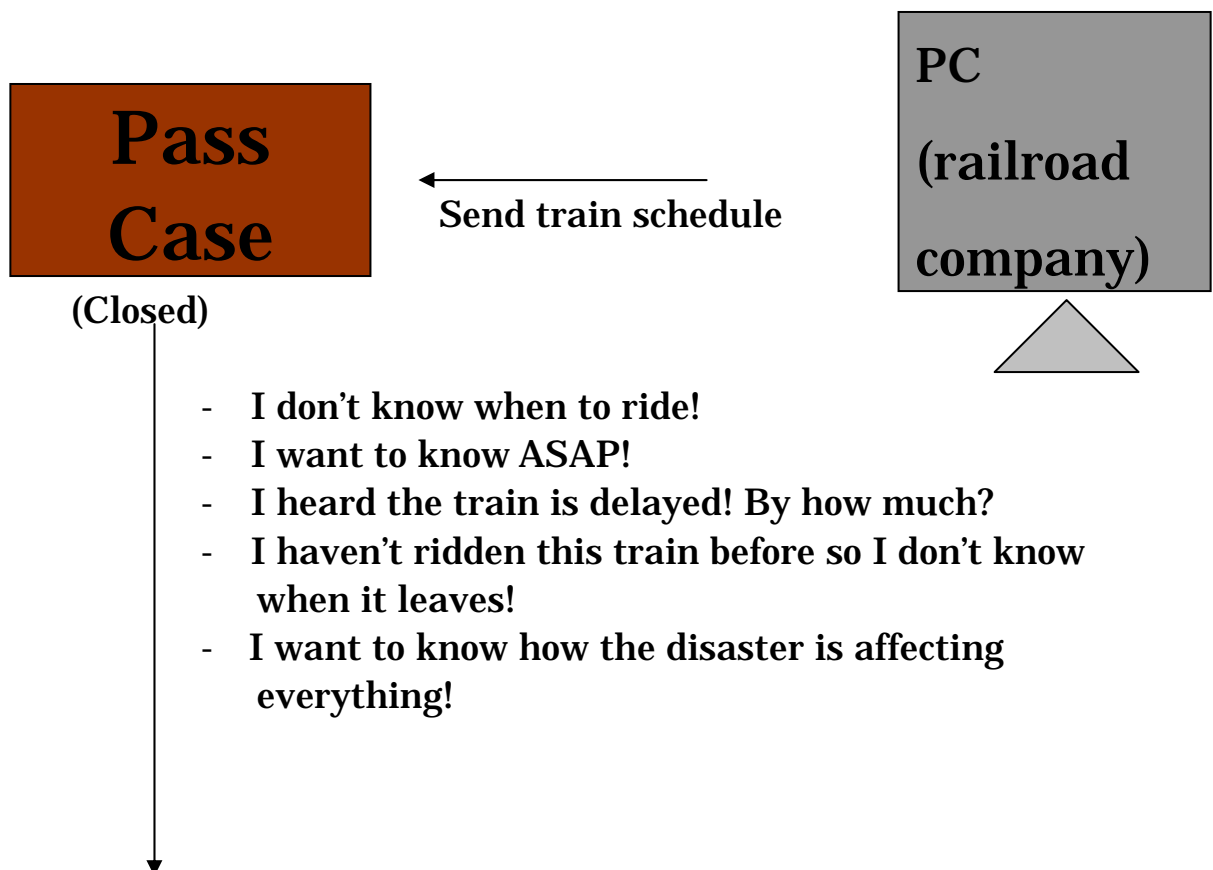 PC
(railroad
company)
Pass
Case
(Closed)
Send train schedule
- I don’t know when to ride!
- I want to know ASAP!
- I heard the train is delayed! By how much?
- I haven’t ridden this train before so I don’t know
when it leaves!
- I want to know how the disaster is affecting
everything!